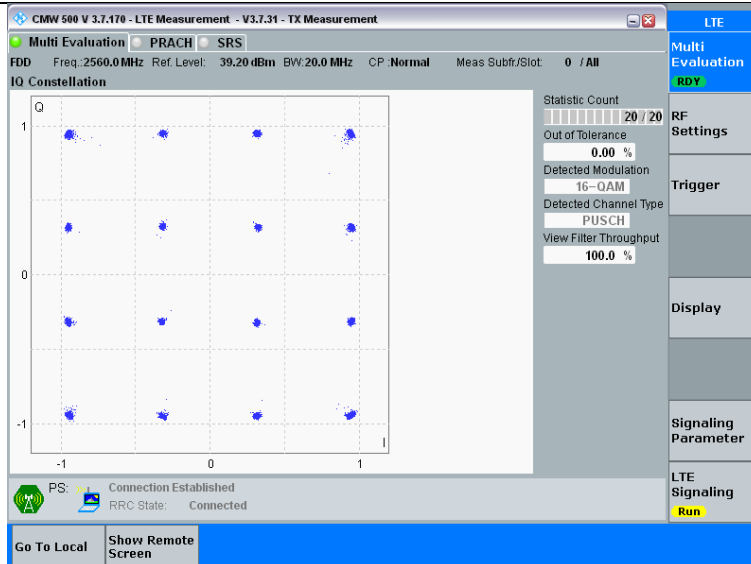 CMW 500 V 3.7.170 - LTE Measurement - V3.7.31 - TX Measurement
LTE
Multi Evaluation PRACH SRS
Multi
Evaluation
RDY
FDD Freq.:2560.0 MHz Ref. Level: 39.20 dBm BW:20.0 MHz CP :Normal Meas Subfr./Slot: 0 / All
IQ Constellation
Q
1
0
-1
-1 0 1
I
Statistic Count
20 / 20
Out of Tolerance
0.00 %
Detected Modulation
16-QAM
Detected Channel Type
PUSCH
View Filter Throughput
100.0 %
RF
Settings
Trigger
Display
Signaling
Parameter
LTE
Signaling
Run
PS: Connection Established
RRC State: Connected
Go To Local
Show Remote
Screen